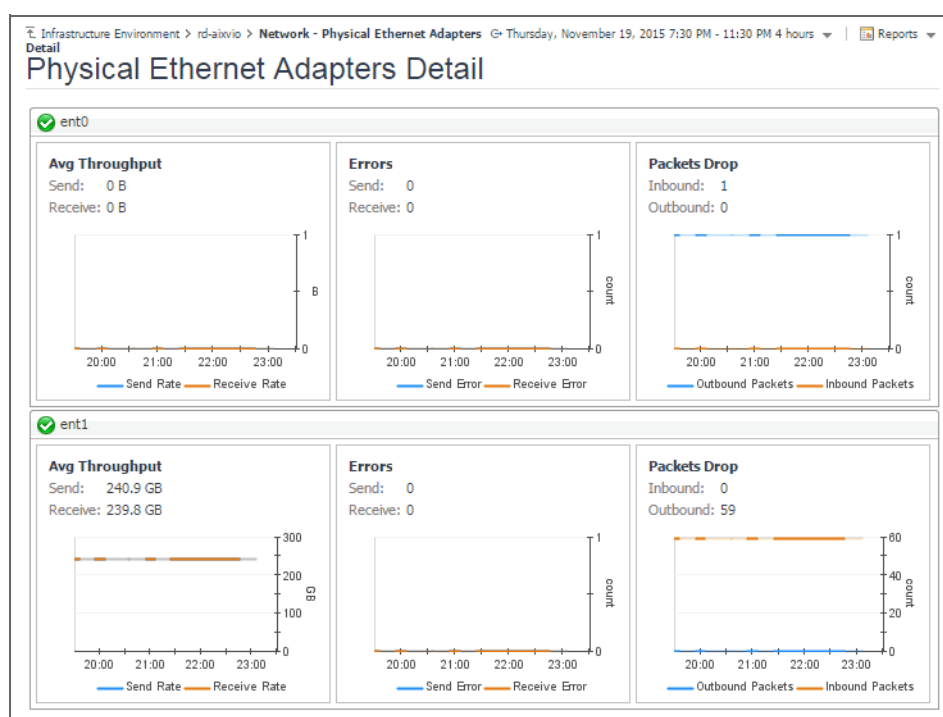 Infrastructure Environment > rd-aixvio > Network - Physical Ethernet Adapters Thursday, November 19, 2015 7:30 PM - 11:30 PM 4 hours | Reports
Detail
Physical Ethernet Adapters Detail
ent0
Avg Throughput
Send: 0 B
Receive: 0 B
1
B
0
20:00 21:00 22:00 23:00
Send Rate Receive Rate
Errors
Send: 0
Receive: 0
1
count
0
20:00 21:00 22:00 23:00
Send Error Receive Error
Packets Drop
Inbound: 1
Outbound: 0
1
count
0
20:00 21:00 22:00 23:00
Outbound Packets Inbound Packets
ent1
Avg Throughput
Send: 240.9 GB
Receive: 239.8 GB
300
200
GB
100
0
20:00 21:00 22:00 23:00
Send Rate Receive Rate
Errors
Send: 0
Receive: 0
1
count
0
20:00 21:00 22:00 23:00
Send Error Receive Error
Packets Drop
Inbound: 0
Outbound: 59
60
40
count
20
0
20:00 21:00 22:00 23:00
Outbound Packets Inbound Packets